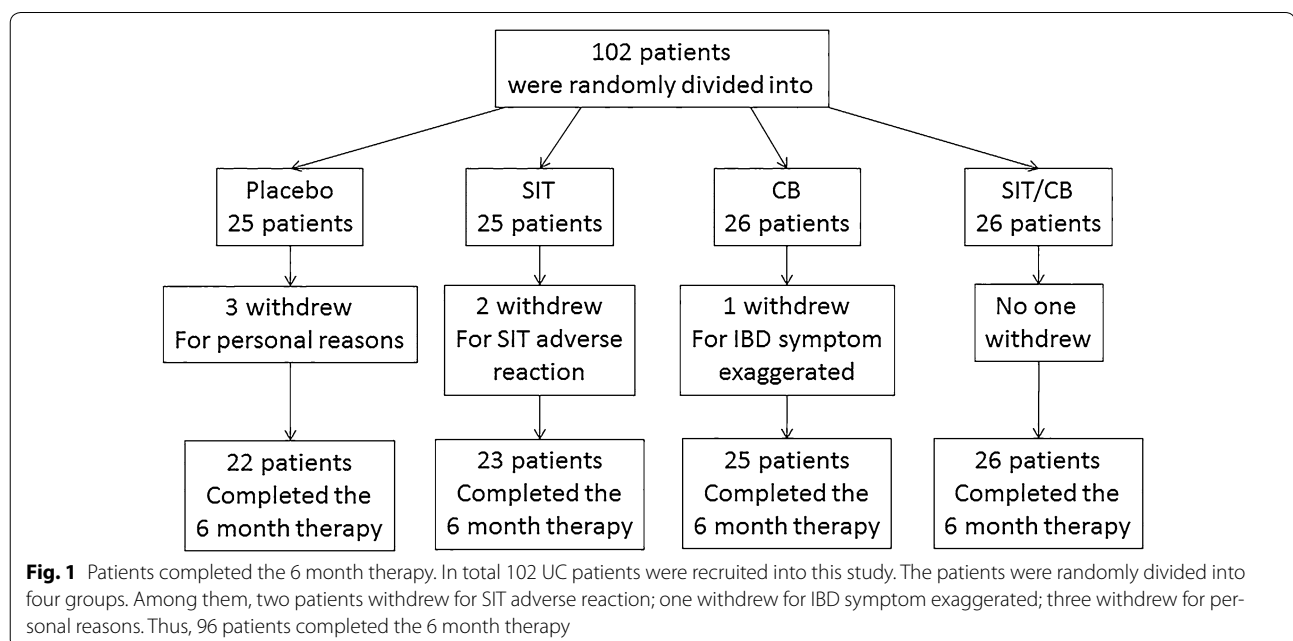 102 patients
were randomly divided into
Placebo
25 patients
SIT
25 patients
CB
26 patients
SIT/CB
26 patients
3 withdrew
For personal reasons
2 withdrew
For SIT adverse
reaction
1 withdrew
For IBD symptom
exaggerated
No one
withdrew
22 patients
Completed the
6 month therapy
23 patients
Completed the
6 month therapy
25 patients
Completed the
6 month therapy
26 patients
Completed the
6 month therapy
Fig. 1 Patients completed the 6 month therapy. In total 102 UC patients were recruited into this study. The patients were randomly divided into
four groups. Among them, two patients withdrew for SIT adverse reaction; one withdrew for IBD symptom exaggerated; three withdrew for per-
sonal reasons. Thus, 96 patients completed the 6 month therapy